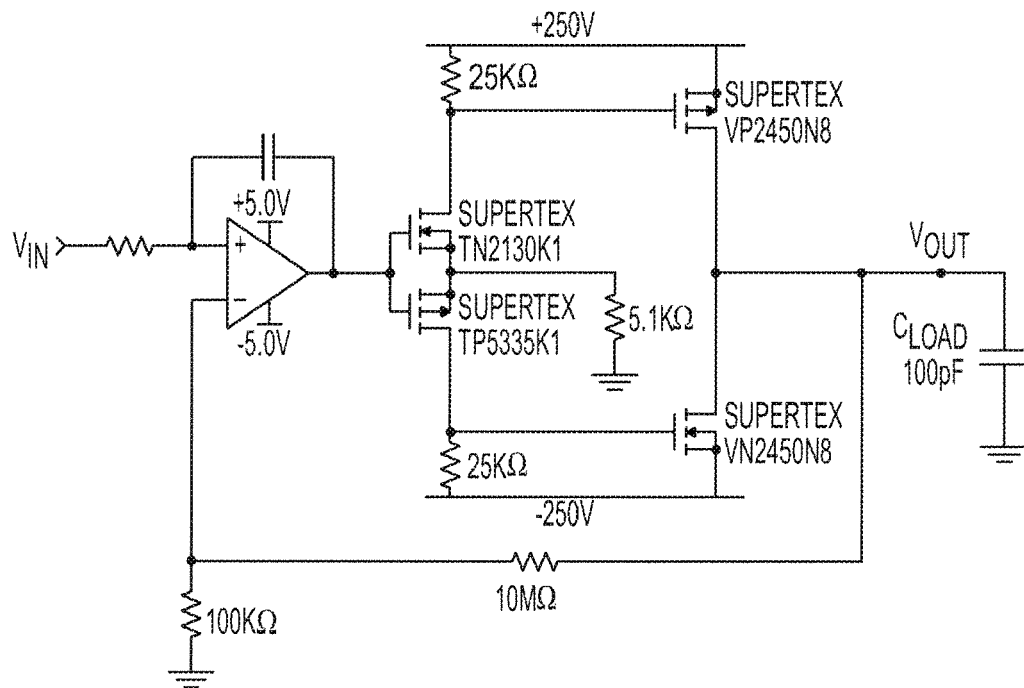 +250V
25KΩ
SUPERTEX
VP2450N8
+5.0V
SUPERTEX
TN2130K1
VIN
+
VOUT
−
SUPERTEX
TP5335K1
5.1KΩ
-5.0V
CLOAD
100pF
SUPERTEX
VN2450N8
25KΩ
-250V
10MΩ
100KΩ